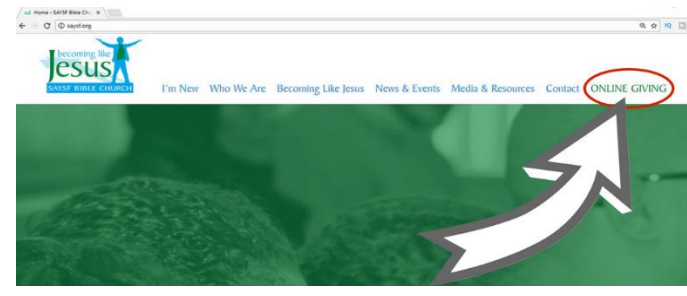 Home - SAYSF Bible Ch
saysf.org
becoming like
Jesus
SAYSF BIBLE CHURCH
I'm New Who We Are Becoming Like Jesus News & Events Media & Resources Contact ONLINE GIVING